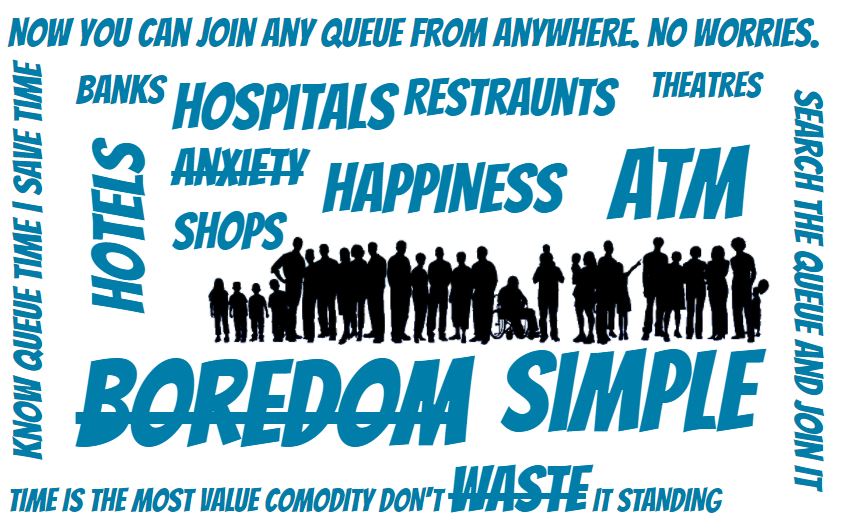 NOW YOU CAN JOIN ANY QUEUE FROM ANYWHERE. NO WORRIES.
KNOW QUEUE TIME I SAVE TIME
BANKS
HOSPITALS
RESTRAUNTS
THEATRES
SEARCH THE QUEUE AND JOIN IT
HOTELS
ANXIETY
HAPPINESS
ATM
SHOPS
BOREDOM
SIMPLE
TIME IS THE MOST VALUE COMODITY DON'T WASTE IT STANDING